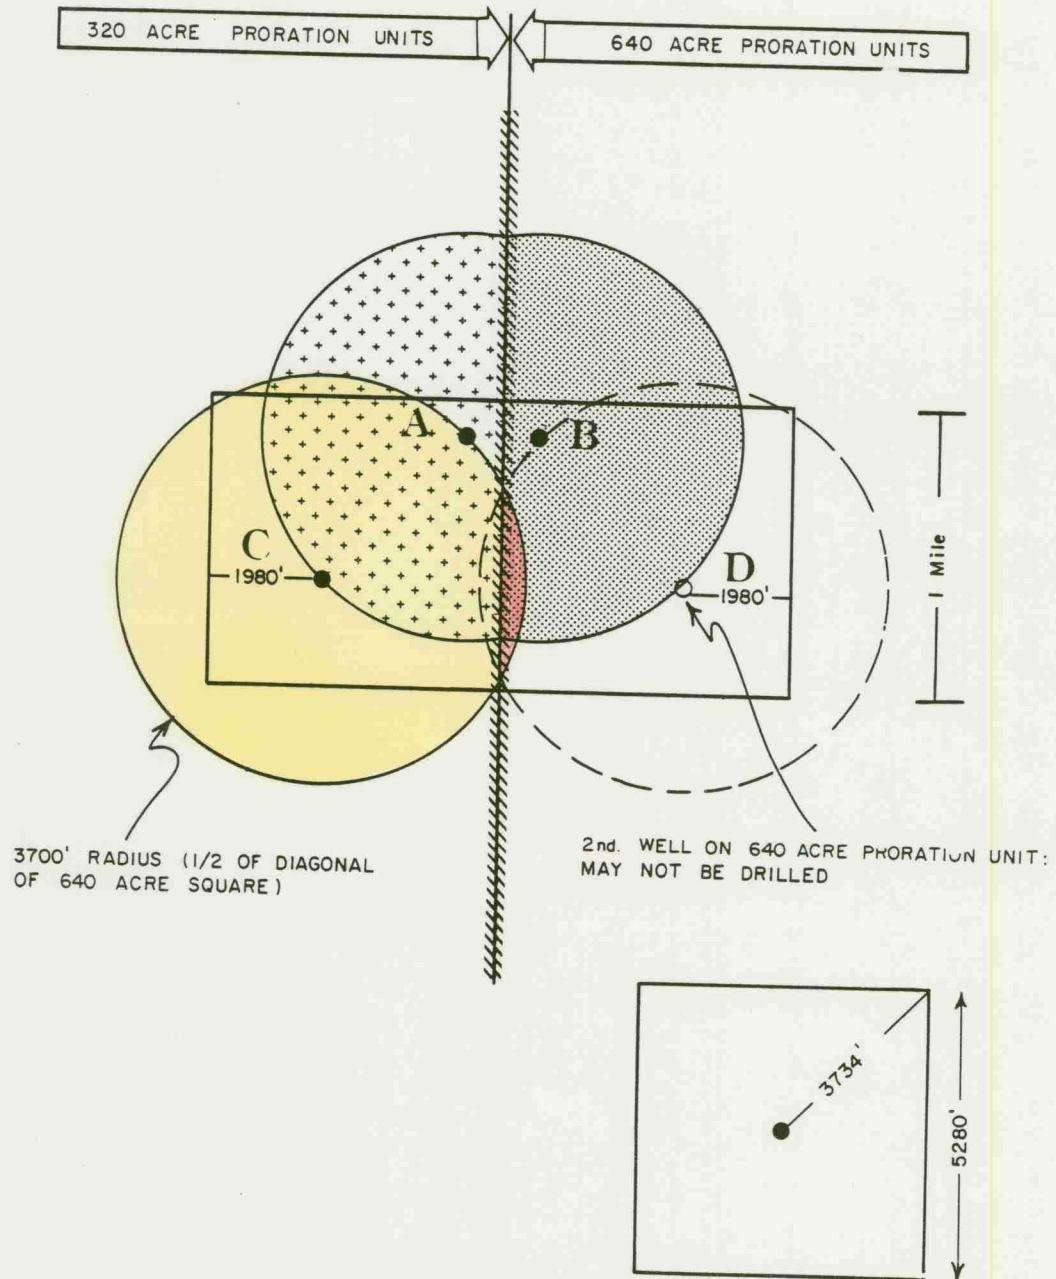 320 ACRE PRORATION UNITS
640 ACRE PRORATION UNITS
A
B
C
1980'
D
1980'
1 Mile
3700' RADIUS (1/2 OF DIAGONAL
OF 640 ACRE SQUARE)
2nd. WELL ON 640 ACRE PRORATION UNIT:
MAY NOT BE DRILLED
3734'
5280'